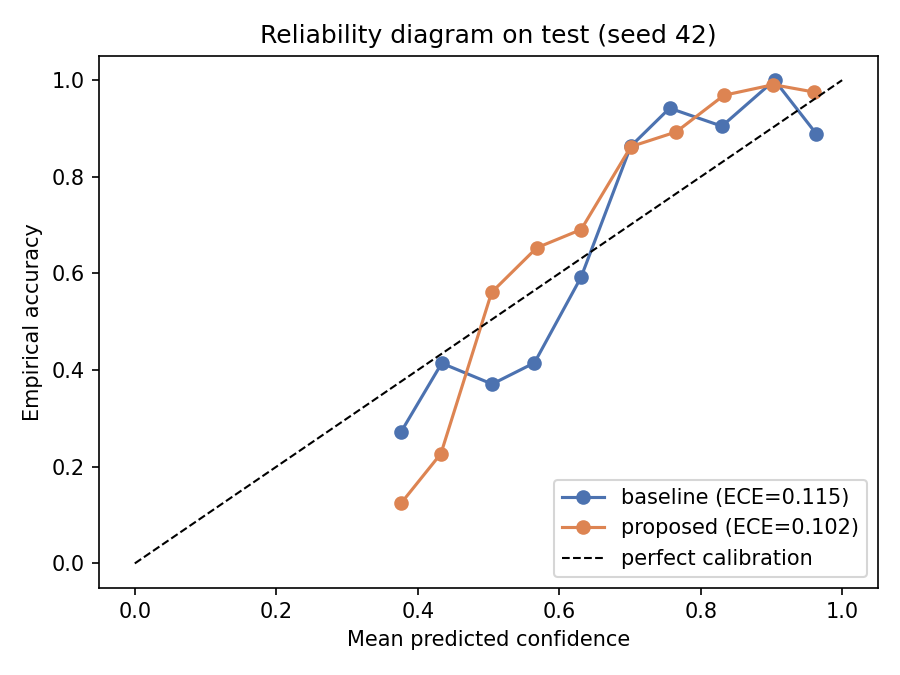 Reliability diagram on test (seed 42)
1.0
0.8
0.6
0.4
0.2
0.0
Empirical accuracy
baseline (ECE=0.115)
proposed (ECE=0.102)
perfect calibration
0.0 0.2 0.4 0.6 0.8 1.0
Mean predicted confidence